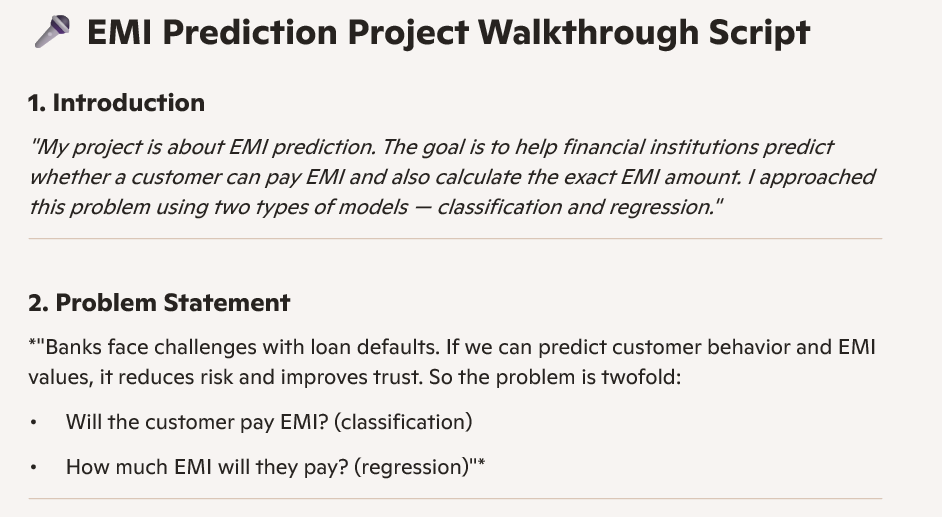 🎤 EMI Prediction Project Walkthrough Script
1. Introduction
"My project is about EMI prediction. The goal is to help financial institutions predict
whether a customer can pay EMI and also calculate the exact EMI amount. I approached
this problem using two types of models — classification and regression."
2. Problem Statement
*"Banks face challenges with loan defaults. If we can predict customer behavior and EMI
values, it reduces risk and improves trust. So the problem is twofold:
• Will the customer pay EMI? (classification)
• How much EMI will they pay? (regression)"*